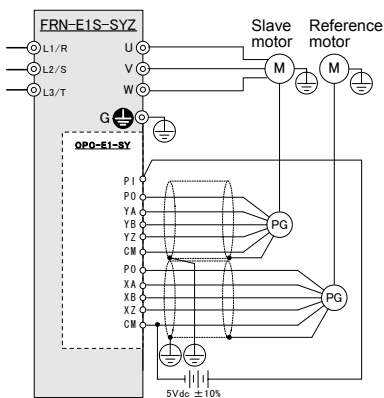 FRN-E1S-SYZ
Slave motor
Reference motor
L1/R
U
L2/S
V
M
M
L3/T
W
G
OPO-E1-SY
PI
PO
YA
YB
PG
YZ
CM
PO
XA
XB
PG
XZ
CM
5Vdc ±10%